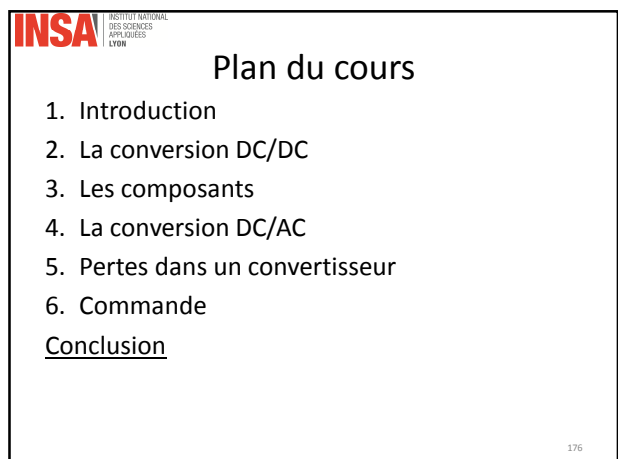 INSA
INSTITUT NATIONAL
DES SCIENCES
APPLIQUÉES
LYON
Plan du cours
1. Introduction
2. La conversion DC/DC
3. Les composants
4. La conversion DC/AC
5. Pertes dans un convertisseur
6. Commande
Conclusion
176